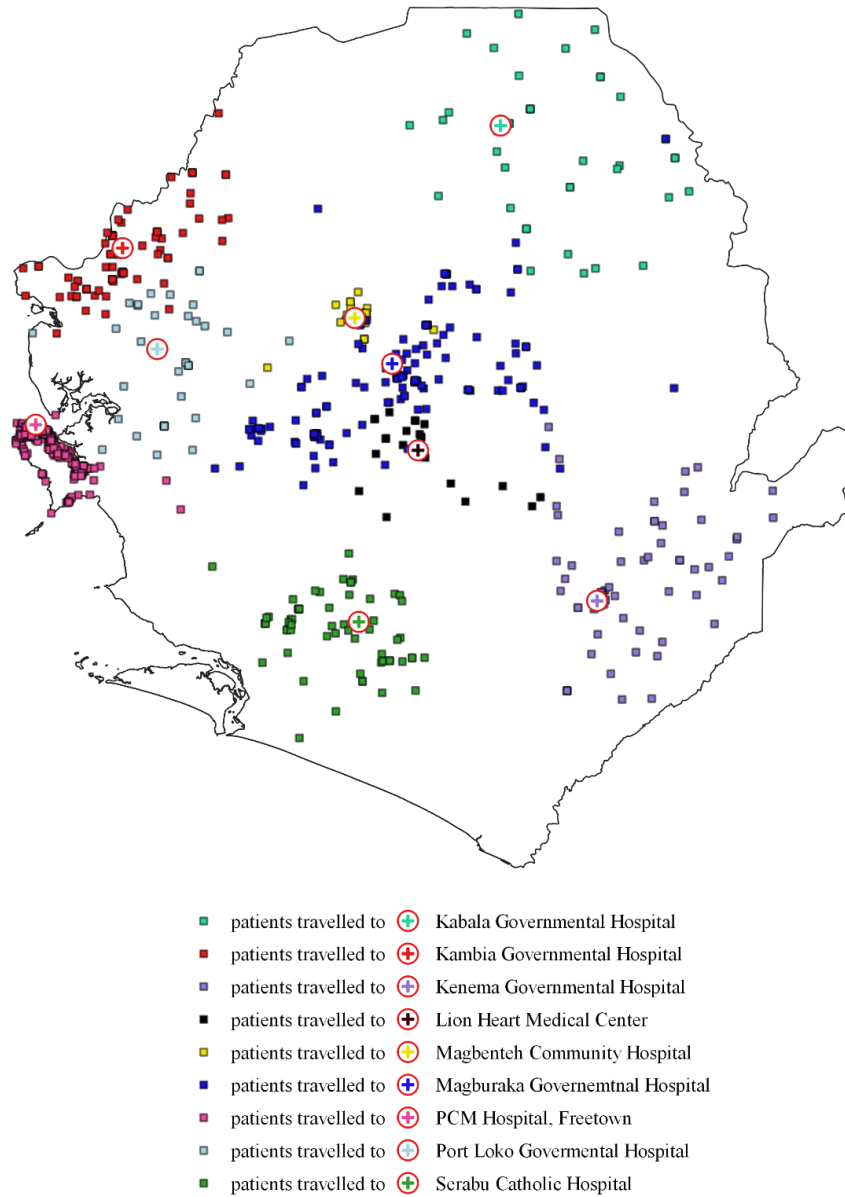 patients travelled to Kabala Governmental Hospital
patients travelled to Kambia Governmental Hospital
patients travelled to Kenema Governmental Hospital
patients travelled to Lion Heart Medical Center
patients travelled to Magbenteh Community Hospital
patients travelled to Magburaka Governemtnal Hospital
patients travelled to PCM Hospital, Freetown
patients travelled to Port Loko Govermental Hospital
patients travelled to Serabu Catholic Hospital